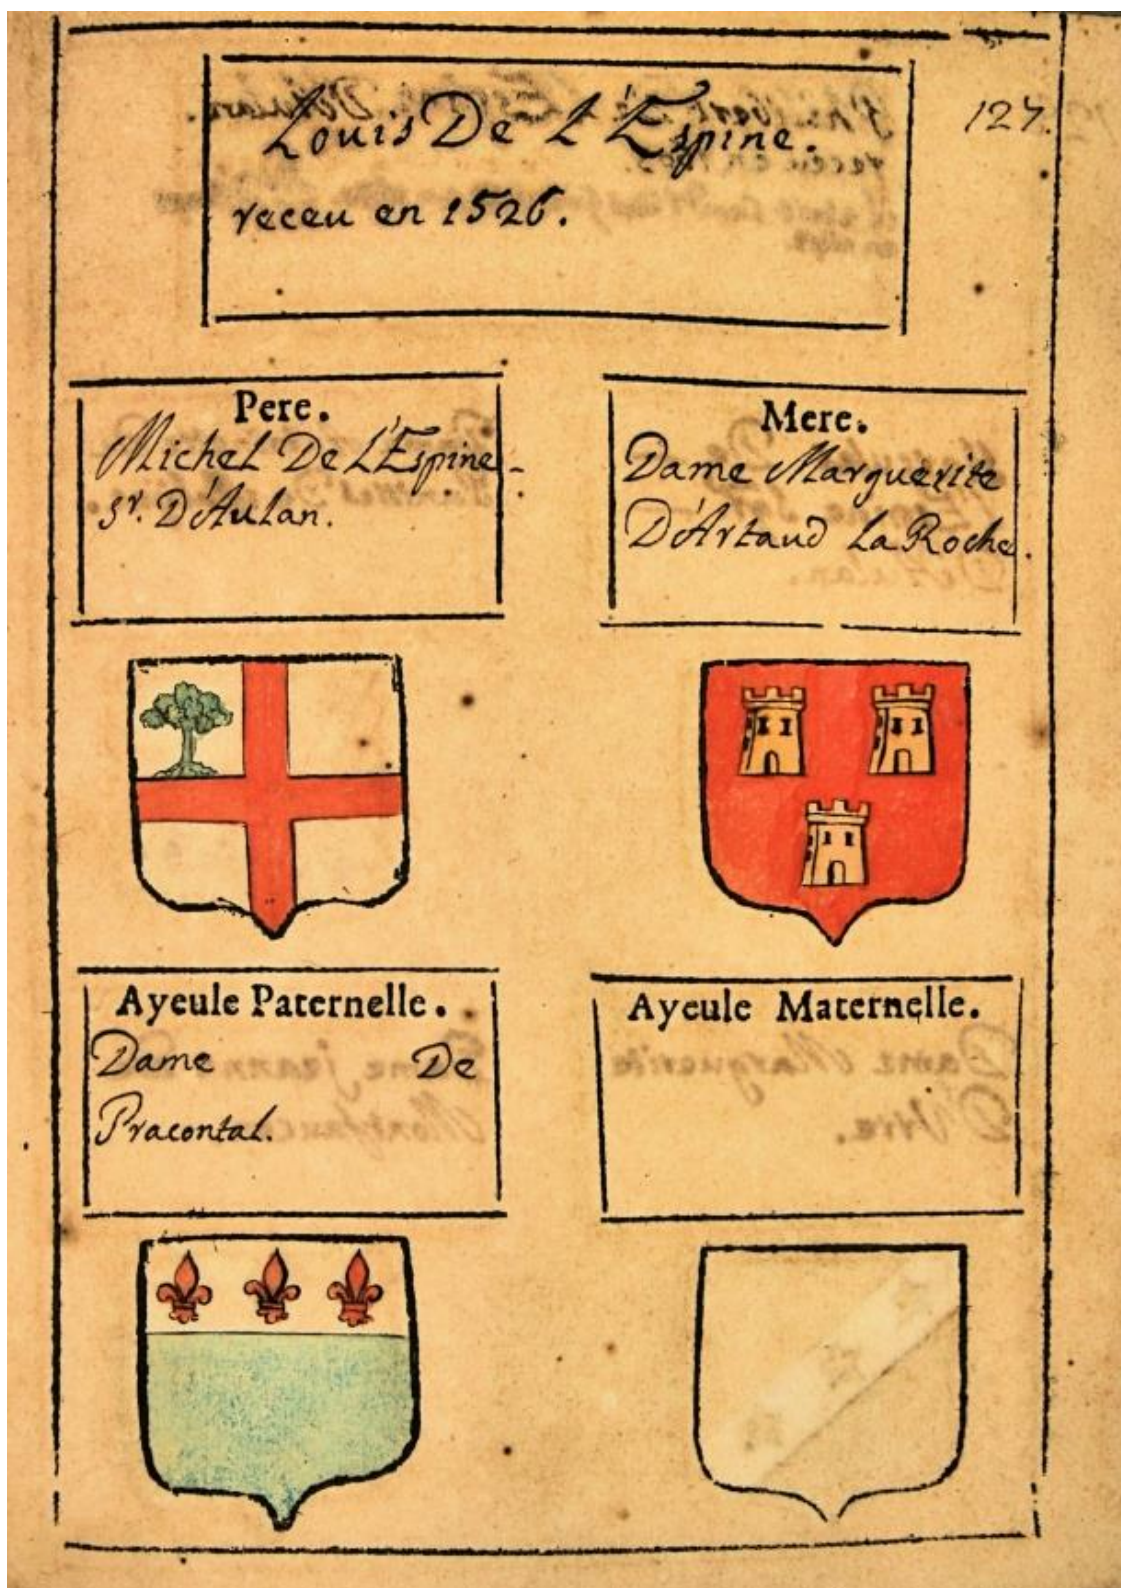 Louis De L'Espine.
127.
receu en 1526.
Pere.
Michel De L'Espine -
sr. D'Aulan.
Mere.
Dame Marguerite
D'Artaud La Roche.
Ayeule Paternelle.
Dame De
Pracontal.
Ayeule Maternelle.